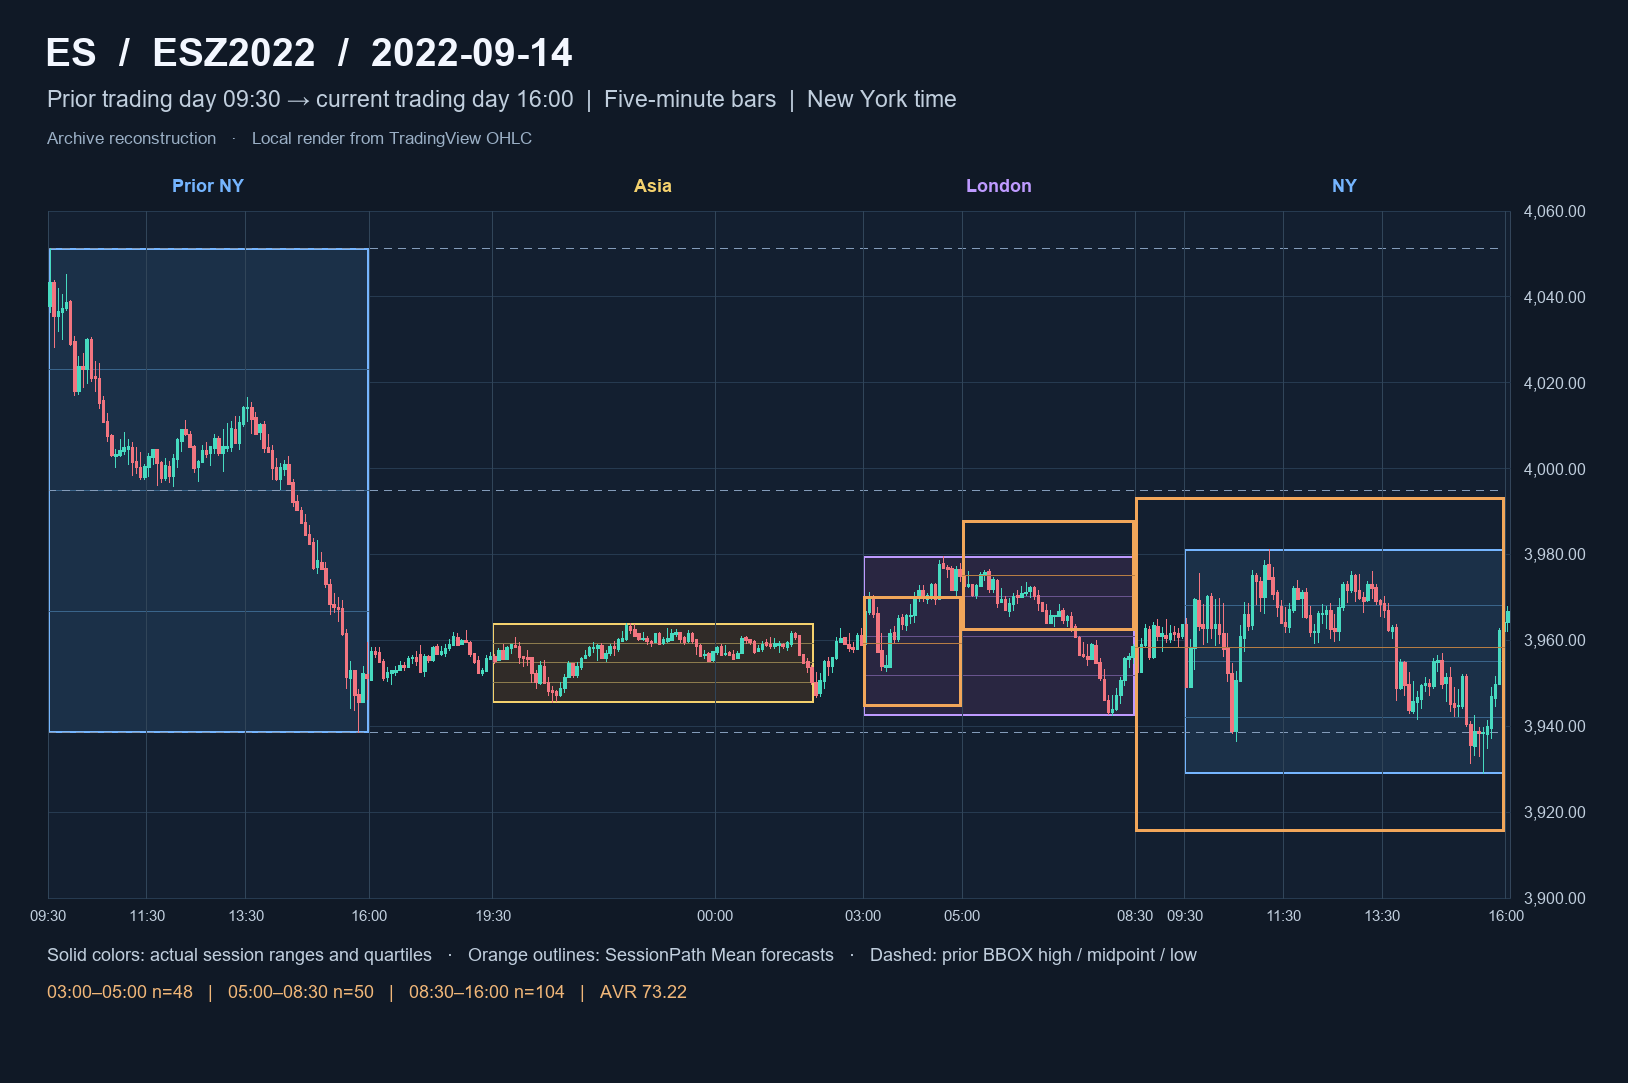 ES / ESZ2022 / 2022-09-14
Prior trading day 09:30 → current trading day 16:00 | Five-minute bars | New York time
Archive reconstruction · Local render from TradingView OHLC
Prior NY Asia London NY
4,060.00
4,040.00
4,020.00
4,000.00
3,980.00
3,960.00
3,940.00
3,920.00
3,900.00
09:30 11:30 13:30 16:00 19:30 00:00 03:00 05:00 08:30 09:30 11:30 13:30 16:00
Solid colors: actual session ranges and quartiles · Orange outlines: SessionPath Mean forecasts · Dashed: prior BBOX high / midpoint / low
03:00–05:00 n=48 | 05:00–08:30 n=50 | 08:30–16:00 n=104 | AVR 73.22